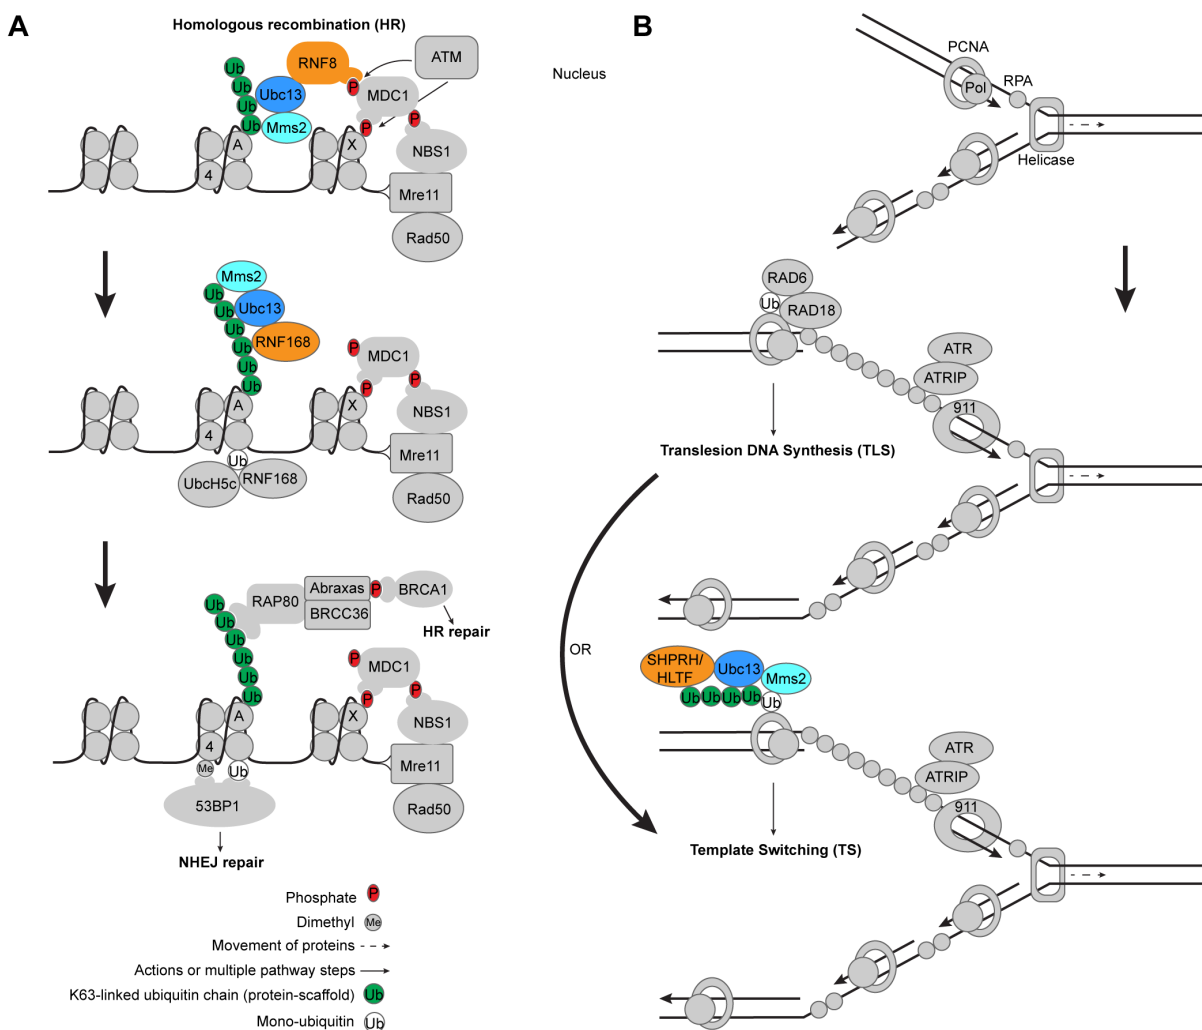 A
Homologous recombination (HR)
Ub
Ub
Ub
Ub
Ubc13
Mms2
RNF8
P
ATM
MDC1
P
P
A
X
4
NBS1
Mre11
Rad50
Mms2
Ub
Ub
Ub
Ub
Ub
Ub
Ubc13
RNF168
P
MDC1
P
P
A
X
4
NBS1
Ub
UbcH5c
RNF168
Mre11
Rad50
Ub
Ub
Ub
Ub
Ub
Ub
RAP80
Abraxas
BRCC36
P
BRCA1
HR repair
P
MDC1
P
P
A
X
4
NBS1
Me
Ub
Mre11
53BP1
Rad50
NHEJ repair
Phosphate P
Dimethyl Me
Movement of proteins
Actions or multiple pathway steps
K63-linked ubiquitin chain (protein-scaffold) Ub
Mono-ubiquitin Ub
B
Nucleus
PCNA
Pol
RPA
Helicase
RAD6
Ub
RAD18
ATR
ATRIP
911
Translesion DNA Synthesis (TLS)
OR
SHPRH/
HLTF
Ubc13
Mms2
Ub
Ub
Ub
Ub
Ub
ATR
ATRIP
911
Template Switching (TS)